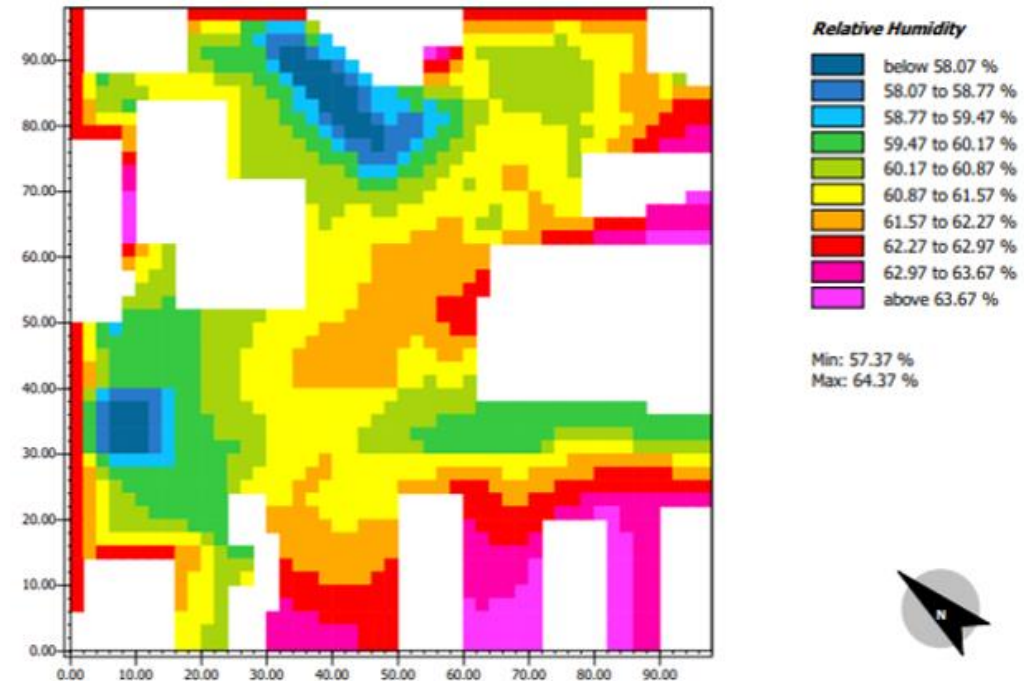 Relative Humidity
below 58.07 %
58.07 to 58.77 %
58.77 to 59.47 %
59.47 to 60.17 %
60.17 to 60.87 %
60.87 to 61.57 %
61.57 to 62.27 %
62.27 to 62.97 %
62.97 to 63.67 %
above 63.67 %
Min: 57.37 %
Max: 64.37 %
N
90.00
80.00
70.00
60.00
50.00
40.00
30.00
20.00
10.00
0.00
0.00 10.00 20.00 30.00 40.00 50.00 60.00 70.00 80.00 90.00